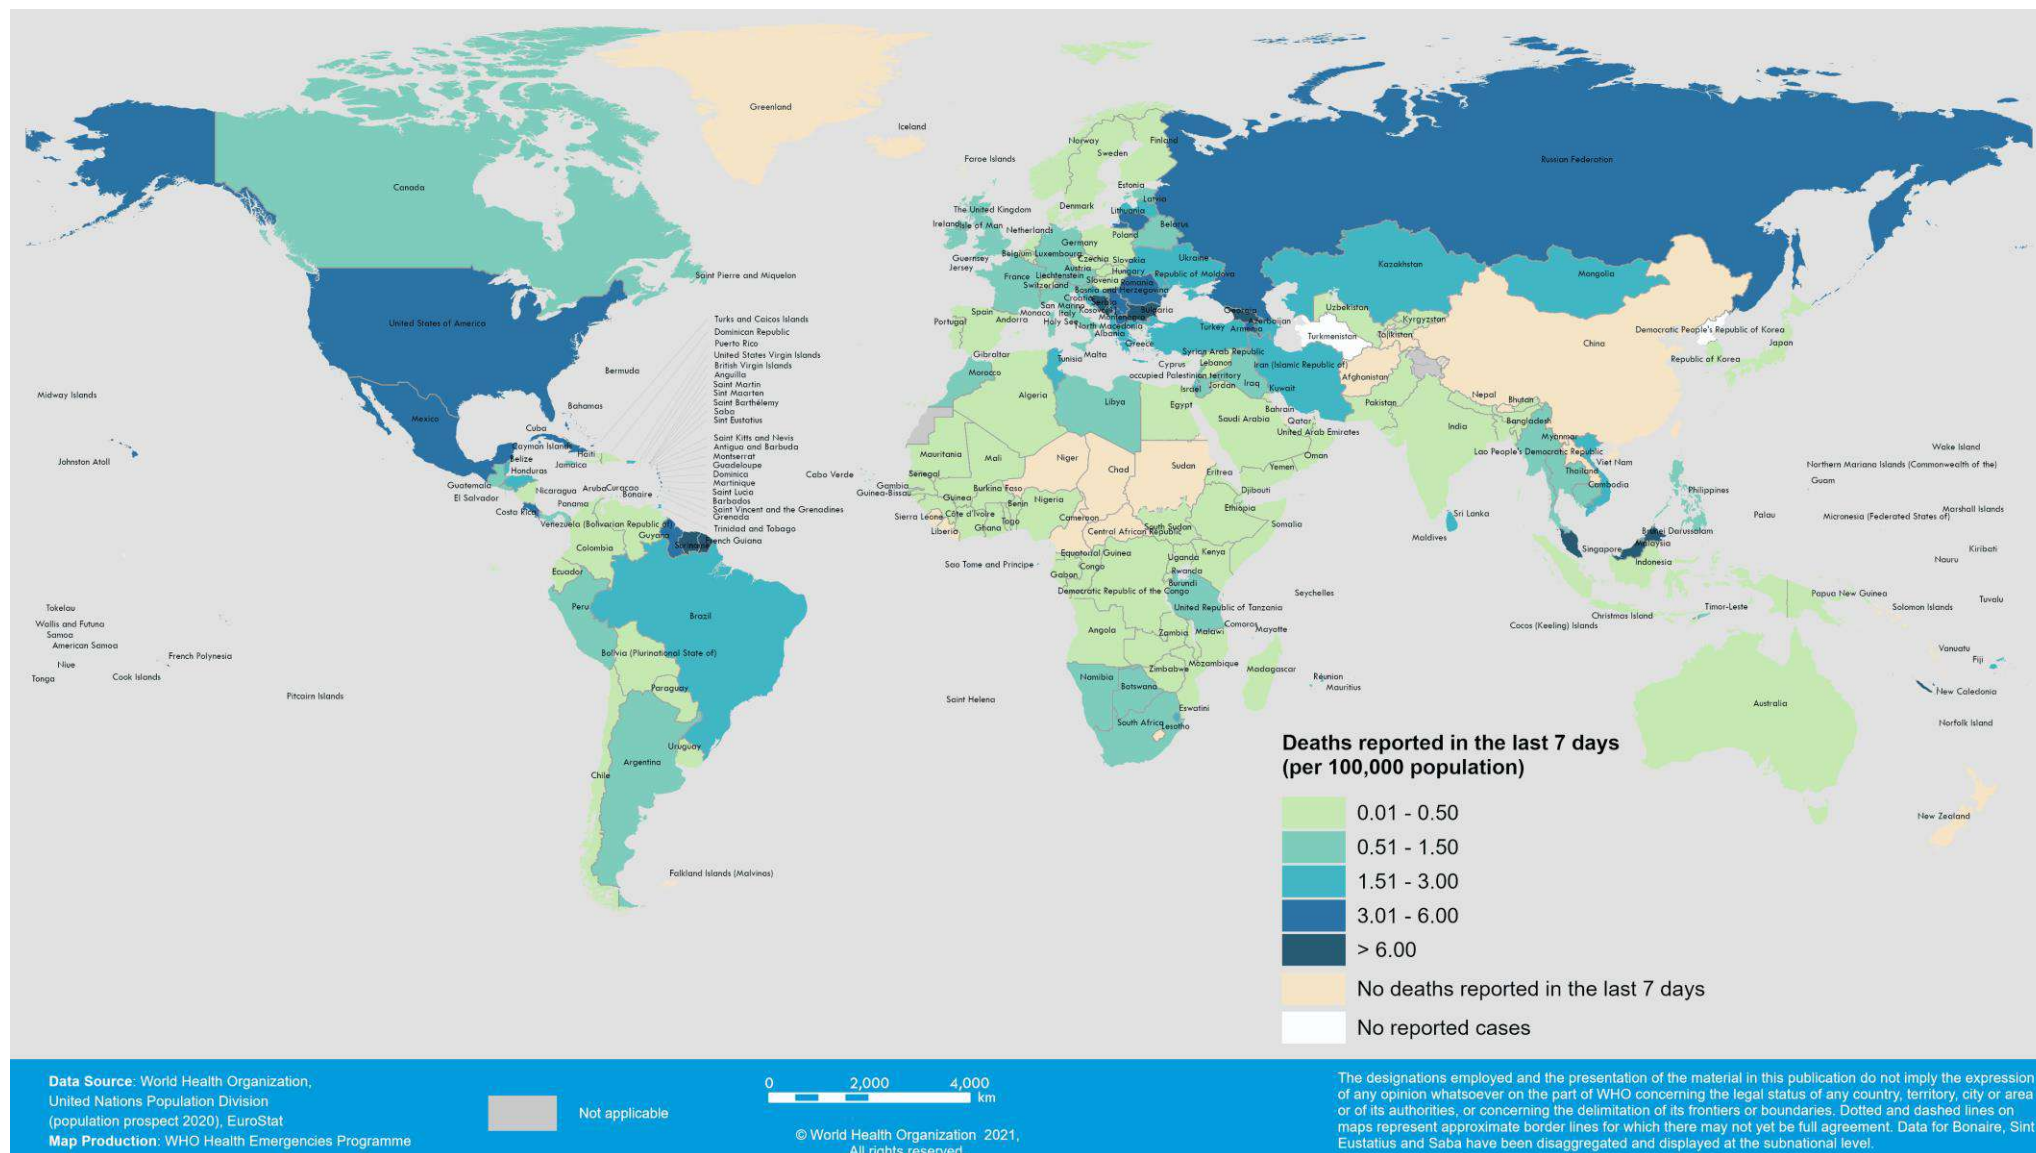 Greenland
Iceland
Faroe Islands
Norway
Sweden
Finland
Russian Federation
Canada
Estonia
Latvia
Denmark
Lithuania
The United Kingdom
Ireland
Isle of Man
Netherlands
Belarus
Poland
Germany
Belgium
Luxembourg
Guernsey
Jersey
Czechia
Slovakia
Ukraine
Austria
Hungary
Republic of Moldova
France
Liechtenstein
Switzerland
Slovenia
Romania
Bosnia and Herzegovina
Croatia
Serbia
San Marino
Monaco
Italy
Kosovo
Bulgaria
Holy See
Montenegro
North Macedonia
Albania
Greece
Spain
Andorra
Portugal
Gibraltar
Malta
Tunisia
Georgia
Azerbaijan
Turkey
Armenia
Kazakhstan
Mongolia
Uzbekistan
Kyrgyzstan
Turkmenistan
Tajikistan
Democratic People's Republic of Korea
Republic of Korea
Japan
China
Saint Pierre and Miquelon
United States of America
Bermuda
Midway Islands
Johnston Atoll
Mexico
Bahamas
Cuba
Cayman Islands
Belize
Haiti
Jamaica
Honduras
Guatemala
El Salvador
Nicaragua
Aruba
Curacao
Bonaire
Costa Rica
Panama
Turks and Caicos Islands
Dominican Republic
Puerto Rico
United States Virgin Islands
British Virgin Islands
Anguilla
Saint Martin
Sint Maarten
Saint Barthélemy
Saba
Sint Eustatius
Saint Kitts and Nevis
Antigua and Barbuda
Montserrat
Guadeloupe
Dominica
Martinique
Saint Lucia
Barbados
Saint Vincent and the Grenadines
Grenada
Trinidad and Tobago
Venezuela (Bolivarian Republic of)
Guyana
Suriname
French Guiana
Colombia
Ecuador
Peru
Brazil
Bolivia (Plurinational State of)
Paraguay
Uruguay
Argentina
Chile
Falkland Islands (Malvinas)
Morocco
Algeria
Libya
Egypt
Cyprus
Syrian Arab Republic
Lebanon
occupied Palestinian territory
Israel
Jordan
Iraq
Iran (Islamic Republic of)
Kuwait
Afghanistan
Bahrain
Qatar
Saudi Arabia
United Arab Emirates
Oman
Yemen
Pakistan
India
Nepal
Bhutan
Bangladesh
Myanmar
Lao People's Democratic Republic
Viet Nam
Thailand
Cambodia
Philippines
Sri Lanka
Maldives
Brunei Darussalam
Malaysia
Singapore
Indonesia
Mauritania
Mali
Niger
Chad
Sudan
Eritrea
Djibouti
Cabo Verde
Senegal
Gambia
Guinea-Bissau
Guinea
Burkina Faso
Benin
Nigeria
Sierra Leone
Côte d'Ivoire
Liberia
Ghana
Togo
Cameroon
Central African Republic
South Sudan
Ethiopia
Somalia
Equatorial Guinea
Sao Tome and Principe
Gabon
Congo
Uganda
Kenya
Rwanda
Burundi
Democratic Republic of the Congo
United Republic of Tanzania
Seychelles
Angola
Zambia
Malawi
Comoros
Mayotte
Zimbabwe
Mozambique
Madagascar
Réunion
Mauritius
Namibia
Botswana
Eswatini
South Africa
Lesotho
Saint Helena
Wake Island
Northern Mariana Islands (Commonwealth of the)
Guam
Marshall Islands
Palau
Micronesia (Federated States of)
Nauru
Kiribati
Papua New Guinea
Solomon Islands
Tuvalu
Timor-Leste
Christmas Island
Cocos (Keeling) Islands
Vanuatu
Fiji
New Caledonia
Australia
Norfolk Island
New Zealand
Tokelau
Wallis and Futuna
Samoa
American Samoa
Niue
Tonga
Cook Islands
French Polynesia
Pitcairn Islands
Deaths reported in the last 7 days
(per 100,000 population)
0.01 - 0.50
0.51 - 1.50
1.51 - 3.00
3.01 - 6.00
> 6.00
No deaths reported in the last 7 days
No reported cases
Data Source: World Health Organization,
United Nations Population Division
(population prospect 2020), EuroStat
Map Production: WHO Health Emergencies Programme
Not applicable
0 2,000 4,000
km
© World Health Organization 2021,
All rights reserved
The designations employed and the presentation of the material in this publication do not imply the expression
of any opinion whatsoever on the part of WHO concerning the legal status of any country, territory, city or area
or of its authorities, or concerning the delimitation of its frontiers or boundaries. Dotted and dashed lines on
maps represent approximate border lines for which there may not yet be full agreement. Data for Bonaire, Sint
Eustatius and Saba have been disaggregated and displayed at the subnational level.